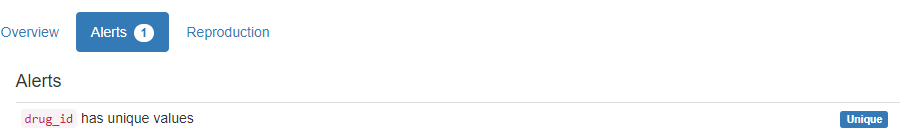 Overview Alerts 1 Reproduction
Alerts
drug_id has unique values Unique